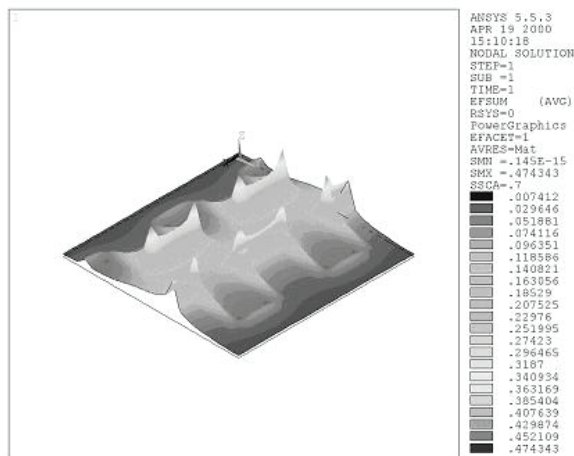 1
ANSYS 5.5.3
APR 19 2000
15:10:18
NODAL SOLUTION
STEP=1
SUB =1
TIME=1
EFSUM (AVG)
RSYS=0
PowerGraphics
EFACET=1
AVRES=Mat
SMN =.145E-15
SMX =.474343
SSCA=.7
.007412
.029646
.051881
.074116
.096351
.118586
.140821
.163056
.18529
.207525
.22976
.251995
.27423
.296465
.3187
.340934
.363169
.385404
.407639
.429874
.452109
.474343
Z